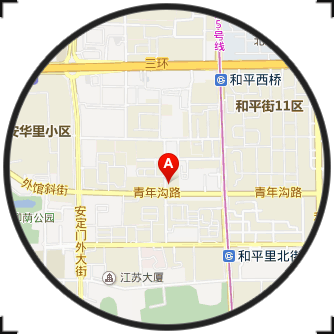 5号线
北
三环
和平西桥
和平街11区
安华里小区
A
外馆斜街
青年沟路
青年沟路
柳荫公园
安定门外大街
和平里北街
江苏大厦